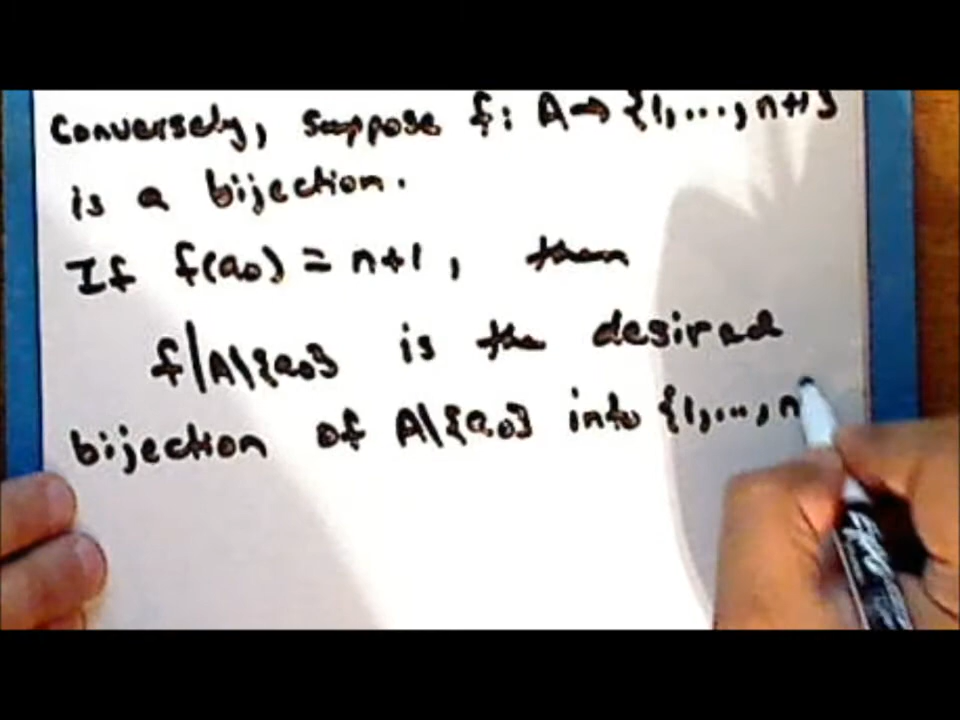 Conversely, suppose f: A→{1,...,n+1}
is a bijection.
If f(a₀) = n+1, then
f|A\{a₀} is the desired
bijection of A\{a₀} into {1,...,n